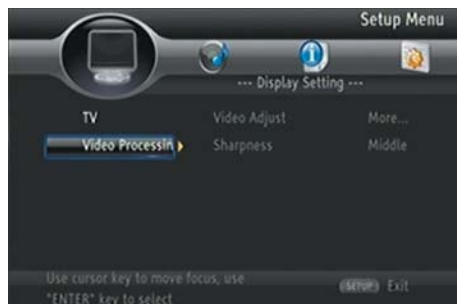 Setup Menu
--- Display Setting ---
TV Video Adjust More...
Video Processin Sharpness Middle
Use cursor key to move focus, use
"ENTER" key to select
SETUP Exit